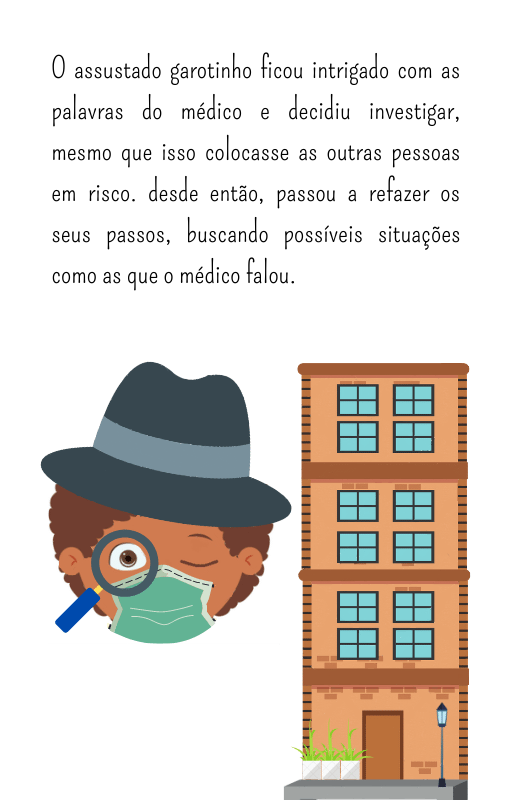 O assustado garotinho ficou intrigado com as
palavras do médico e decidiu investigar,
mesmo que isso colocasse as outras pessoas
em risco. desde então, passou a refazer os
seus passos, buscando possíveis situações
como as que o médico falou.